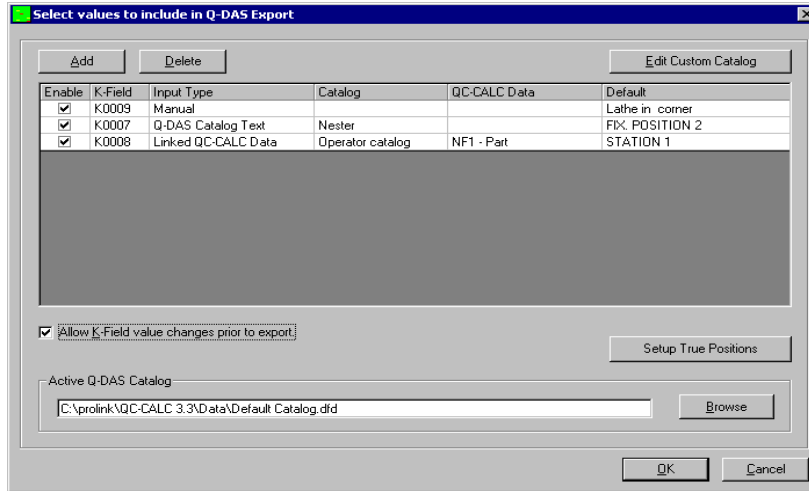 Select values to include in Q-DAS Export
Add Delete Edit Custom Catalog
Enable K-Field Input Type Catalog QC-CALC Data Default
K0009 Manual Lathe in corner
K0007 Q-DAS Catalog Text Nester FIX. POSITION 2
K0008 Linked QC-CALC Data Operator catalog NF1 - Part STATION 1
Allow K-Field value changes prior to export.
Setup True Positions
Active Q-DAS Catalog
C:\prolink\QC-CALC 3.3\Data\Default Catalog.dfd Browse
OK Cancel